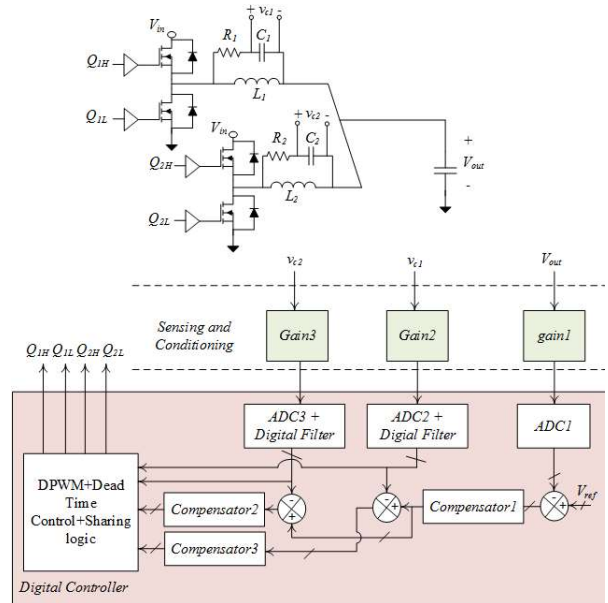 V_in
+ v_c1 -
R_1 C_1
Q_1H
L_1
Q_1L
V_in
+ v_c2 -
R_2 C_2
Q_2H
L_2
Q_2L
+
V_out
-
v_c2 v_c1 V_out
Sensing and
Conditioning
Gain3 Gain2 gain1
Q_1H Q_1L Q_2H Q_2L
ADC3 +
Digital Filter
ADC2 +
Digial Filter
ADC1
DPWM+Dead
Time
Control+Sharing
logic
Compensator2
- +
- +
Compensator1
- +
V_ref
Compensator3
Digital Controller